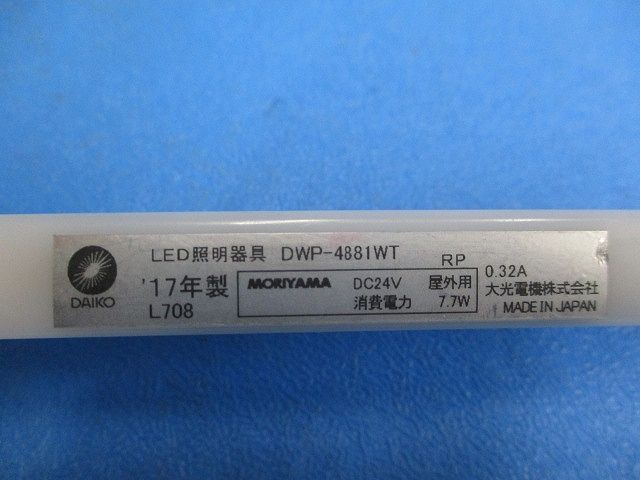 LED照明器具 DWP-4881WT RP
DAIKO
'17年製
L708
MORIYAMA DC24V 屋外用
消費電力 7.7W
0.32A
大光電機株式会社
MADE IN JAPAN